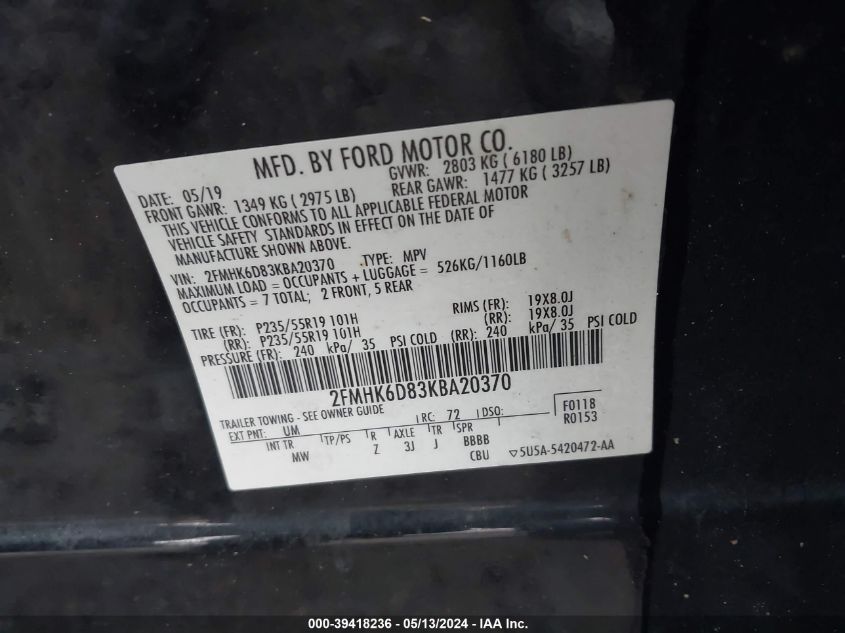 MFD. BY FORD MOTOR CO.
DATE: 05/19 GVWR: 2803 KG ( 6180 LB)
FRONT GAWR: 1349 KG ( 2975 LB) REAR GAWR: 1477 KG ( 3257 LB)
THIS VEHICLE CONFORMS TO ALL APPLICABLE FEDERAL MOTOR
VEHICLE SAFETY STANDARDS IN EFFECT ON THE DATE OF
MANUFACTURE SHOWN ABOVE.
VIN: 2FMHK6D83KBA20370 TYPE: MPV
MAXIMUM LOAD = OCCUPANTS + LUGGAGE = 526KG/1160LB
OCCUPANTS = 7 TOTAL; 2 FRONT, 5 REAR
TIRE (FR): P235/55R19 101H RIMS (FR): 19X8.0J
(RR): P235/55R19 101H (RR): 19X8.0J
PRESSURE (FR): 240 kPa/ 35 PSI COLD (RR): 240 kPa/ 35 PSI COLD
2FMHK6D83KBA20370
TRAILER TOWING - SEE OWNER GUIDE
EXT PNT: UM RC: 72 DSO: F0118
R0153
INT TR TP/PS R AXLE TR SPR
MW Z 3J J BBBB
CBU ▽5U5A-5420472-AA
000-39418236 - 05/13/2024 - IAA Inc.